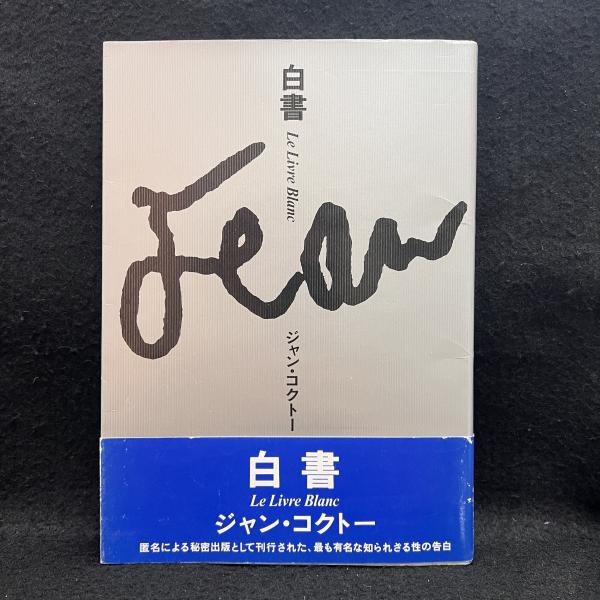 白書
Le Livre Blanc
Jean
ジャン・コクトー
白書
Le Livre Blanc
ジャン・コクトー
匿名による秘密出版として刊行された、最も有名な知られざる性の告白